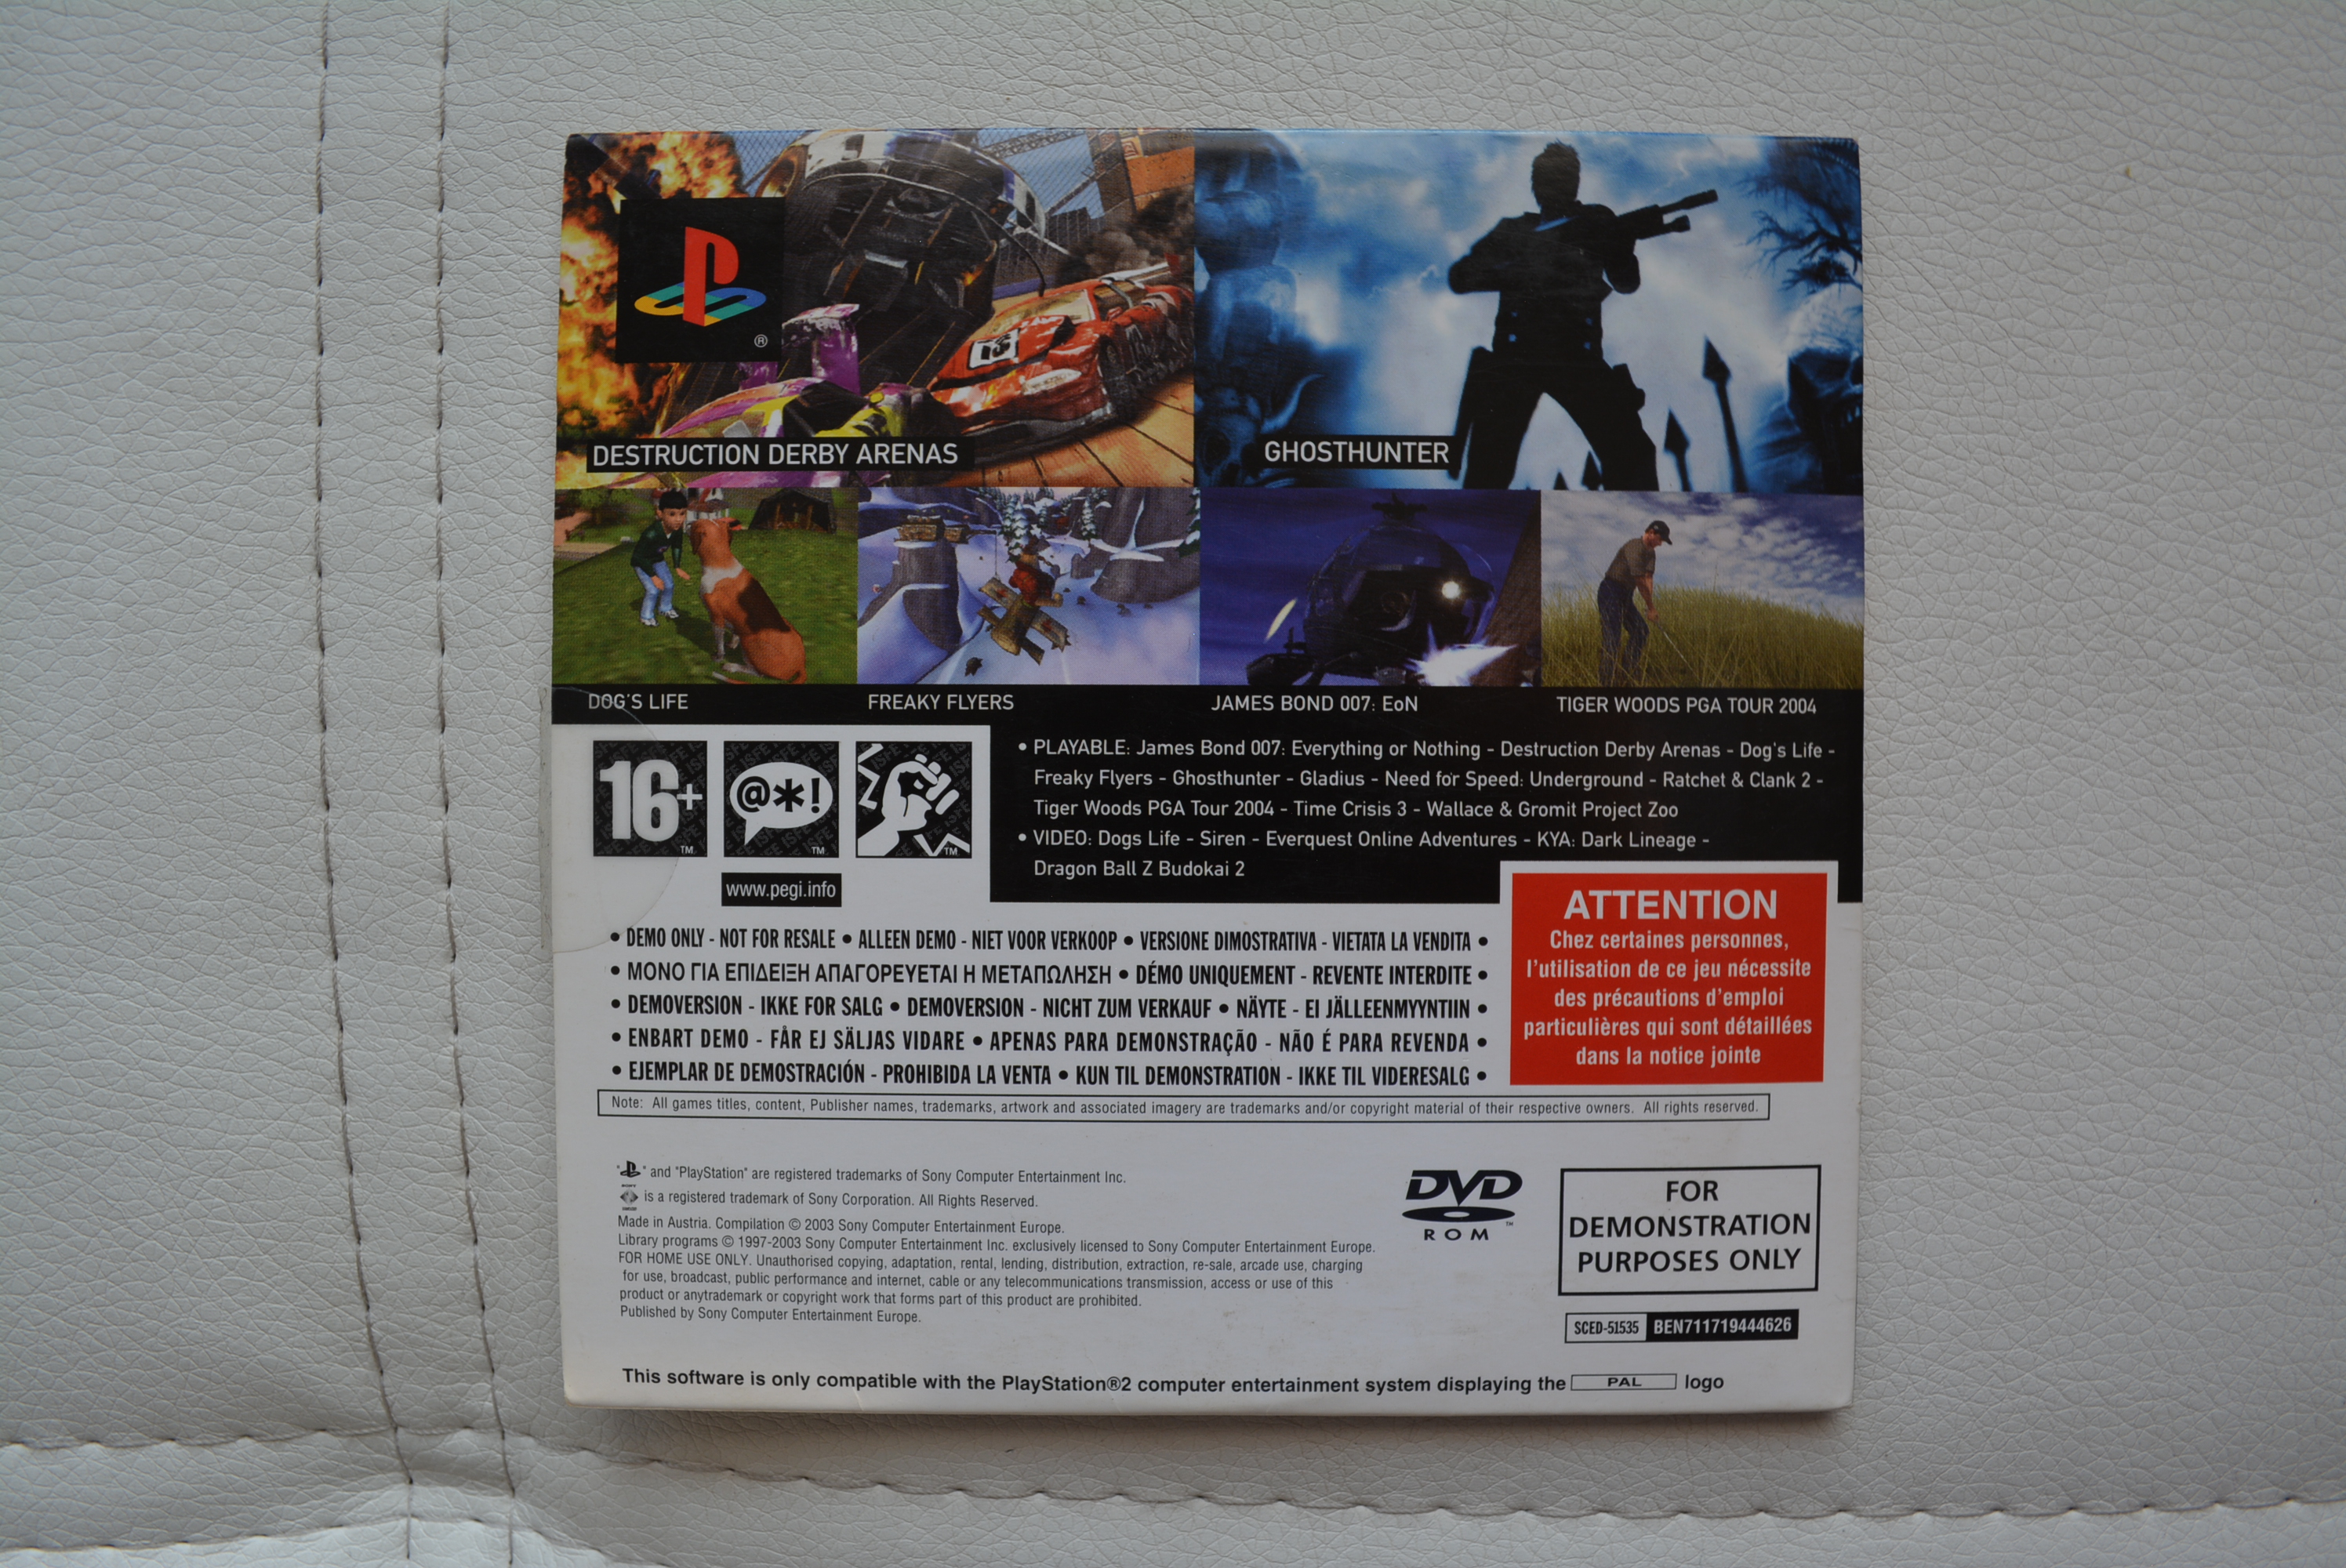 ®
DESTRUCTION DERBY ARENAS
GHOSTHUNTER
DOG'S LIFE
FREAKY FLYERS
JAMES BOND 007: EoN
TIGER WOODS PGA TOUR 2004
16+
TM
@*!
TM
TM
www.pegi.info
• PLAYABLE: James Bond 007: Everything or Nothing - Destruction Derby Arenas - Dog's Life -
Freaky Flyers - Ghosthunter - Gladius - Need for Speed: Underground - Ratchet & Clank 2 -
Tiger Woods PGA Tour 2004 - Time Crisis 3 - Wallace & Gromit Project Zoo
• VIDEO: Dogs Life - Siren - Everquest Online Adventures - KYA: Dark Lineage -
Dragon Ball Z Budokai 2
ATTENTION
Chez certaines personnes,
l'utilisation de ce jeu nécessite
des précautions d'emploi
particulières qui sont détaillées
dans la notice jointe
• DEMO ONLY - NOT FOR RESALE • ALLEEN DEMO - NIET VOOR VERKOOP • VERSIONE DIMOSTRATIVA - VIETATA LA VENDITA •
• ΜΟΝΟ ΓΙΑ ΕΠΙΔΕΙΞΗ ΑΠΑΓΟΡΕΥΕΤΑΙ Η ΜΕΤΑΠΩΛΗΣΗ • DÉMO UNIQUEMENT - REVENTE INTERDITE •
• DEMOVERSION - IKKE FOR SALG • DEMOVERSION - NICHT ZUM VERKAUF • NÄYTE - EI JÄLLEENMYYNTIIN •
• ENBART DEMO - FÅR EJ SÄLJAS VIDARE • APENAS PARA DEMONSTRAÇÃO - NÃO É PARA REVENDA •
• EJEMPLAR DE DEMOSTRACIÓN - PROHIBIDA LA VENTA • KUN TIL DEMONSTRATION - IKKE TIL VIDERESALG •
Note: All games titles, content, Publisher names, trademarks, artwork and associated imagery are trademarks and/or copyright material of their respective owners. All rights reserved.
" " and "PlayStation" are registered trademarks of Sony Computer Entertainment Inc.
is a registered trademark of Sony Corporation. All Rights Reserved.
Made in Austria. Compilation © 2003 Sony Computer Entertainment Europe.
Library programs © 1997-2003 Sony Computer Entertainment Inc. exclusively licensed to Sony Computer Entertainment Europe.
FOR HOME USE ONLY. Unauthorised copying, adaptation, rental, lending, distribution, extraction, re-sale, arcade use, charging
for use, broadcast, public performance and internet, cable or any telecommunications transmission, access or use of this
product or anytrademark or copyright work that forms part of this product are prohibited.
Published by Sony Computer Entertainment Europe.
DVD
ROM
FOR
DEMONSTRATION
PURPOSES ONLY
SCED-51535 BEN711719444626
This software is only compatible with the PlayStation®2 computer entertainment system displaying the PAL logo